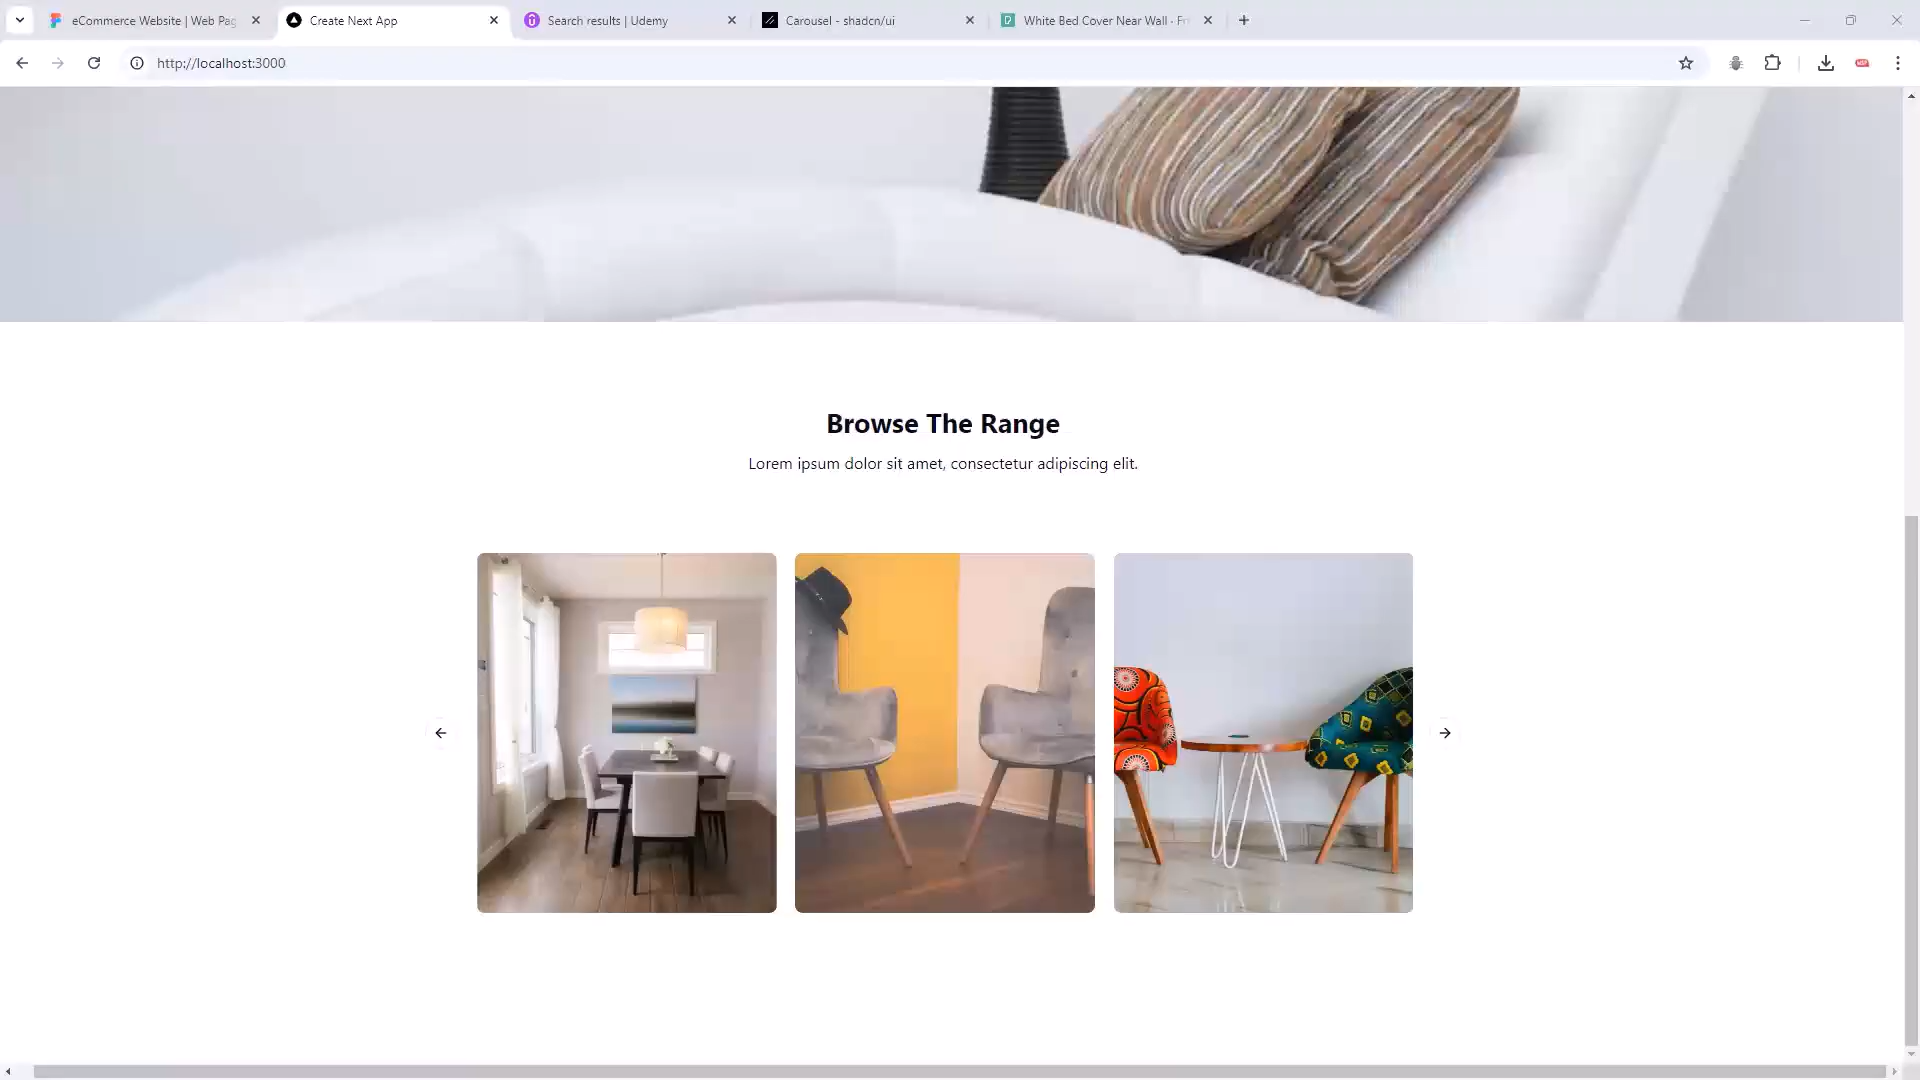 eCommerce Website | Web Pag
Create Next App
Search results | Udemy
Carousel - shadcn/ui
White Bed Cover Near Wall · Fr
http://localhost:3000
Browse The Range
Lorem ipsum dolor sit amet, consectetur adipiscing elit.